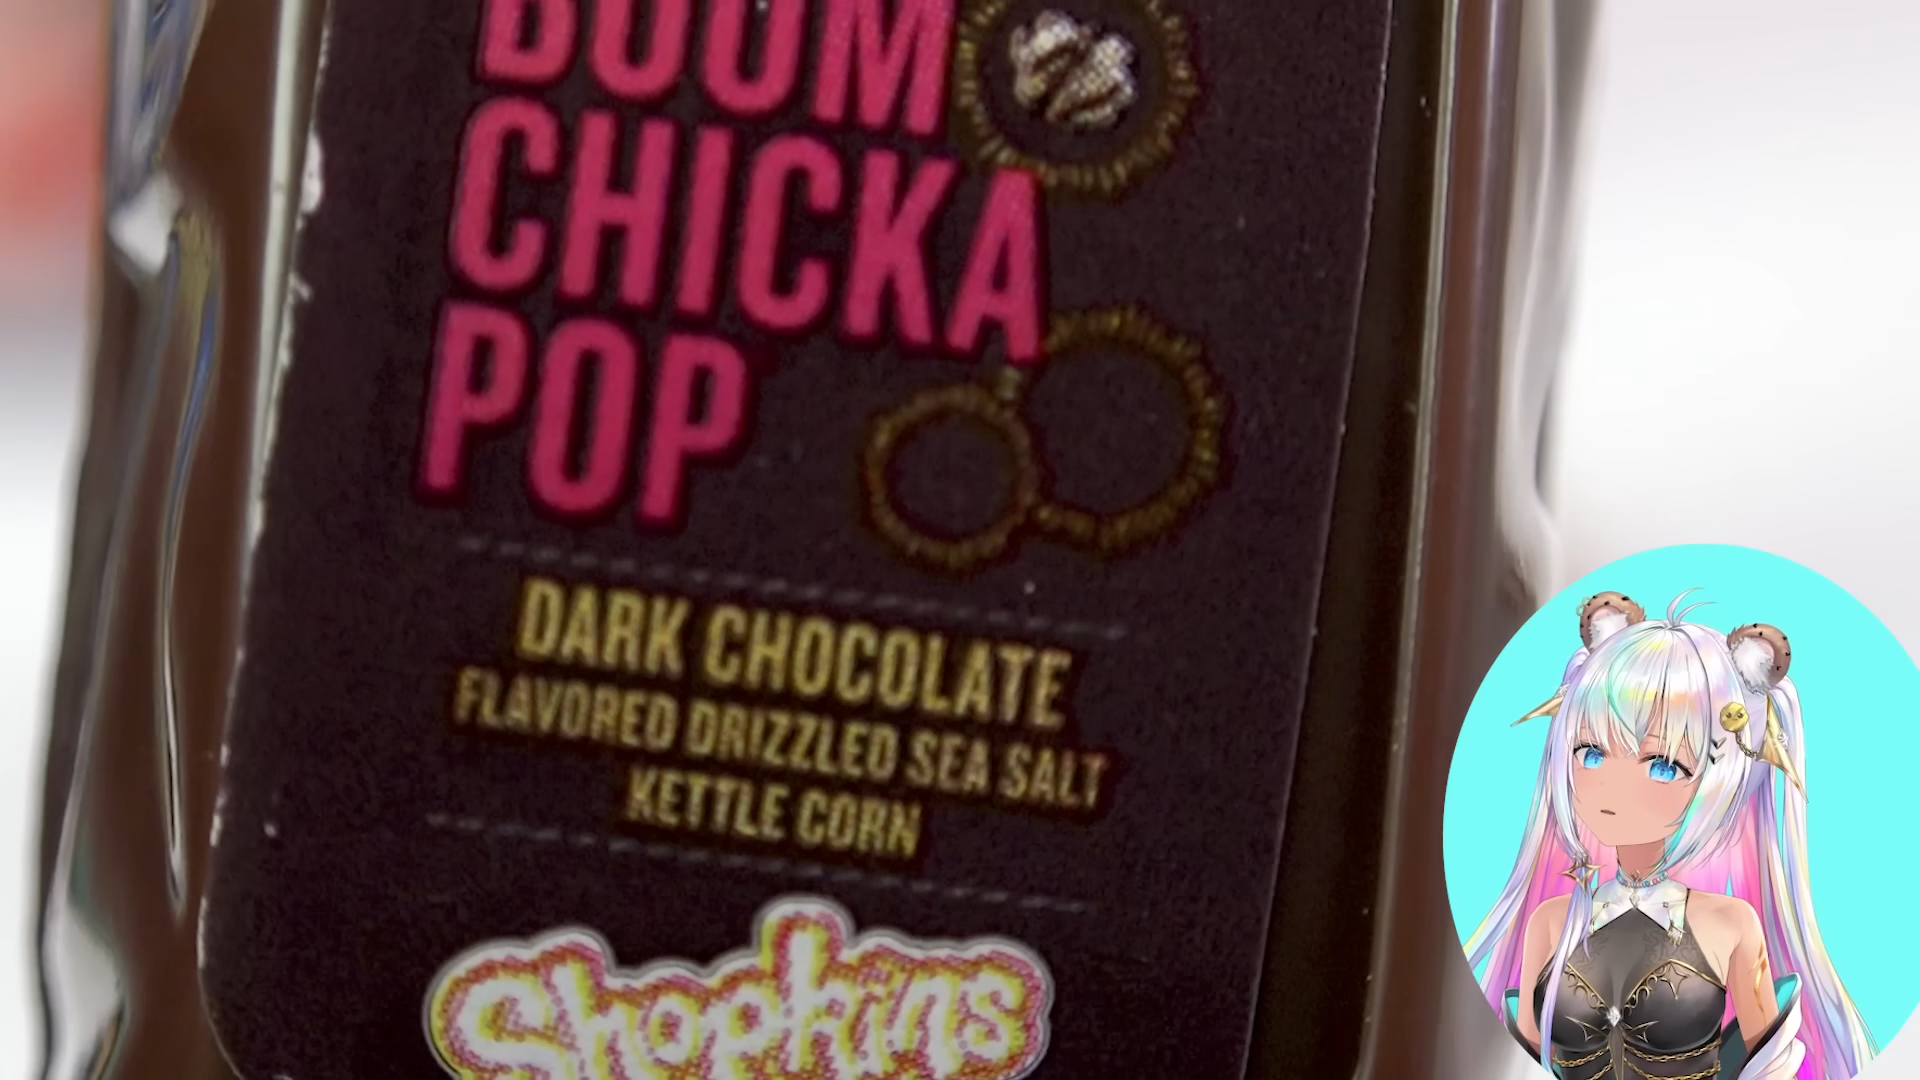 BOOM
CHICKA
POP
DARK CHOCOLATE
FLAVORED DRIZZLED SEA SALT
KETTLE CORN
Shopkins